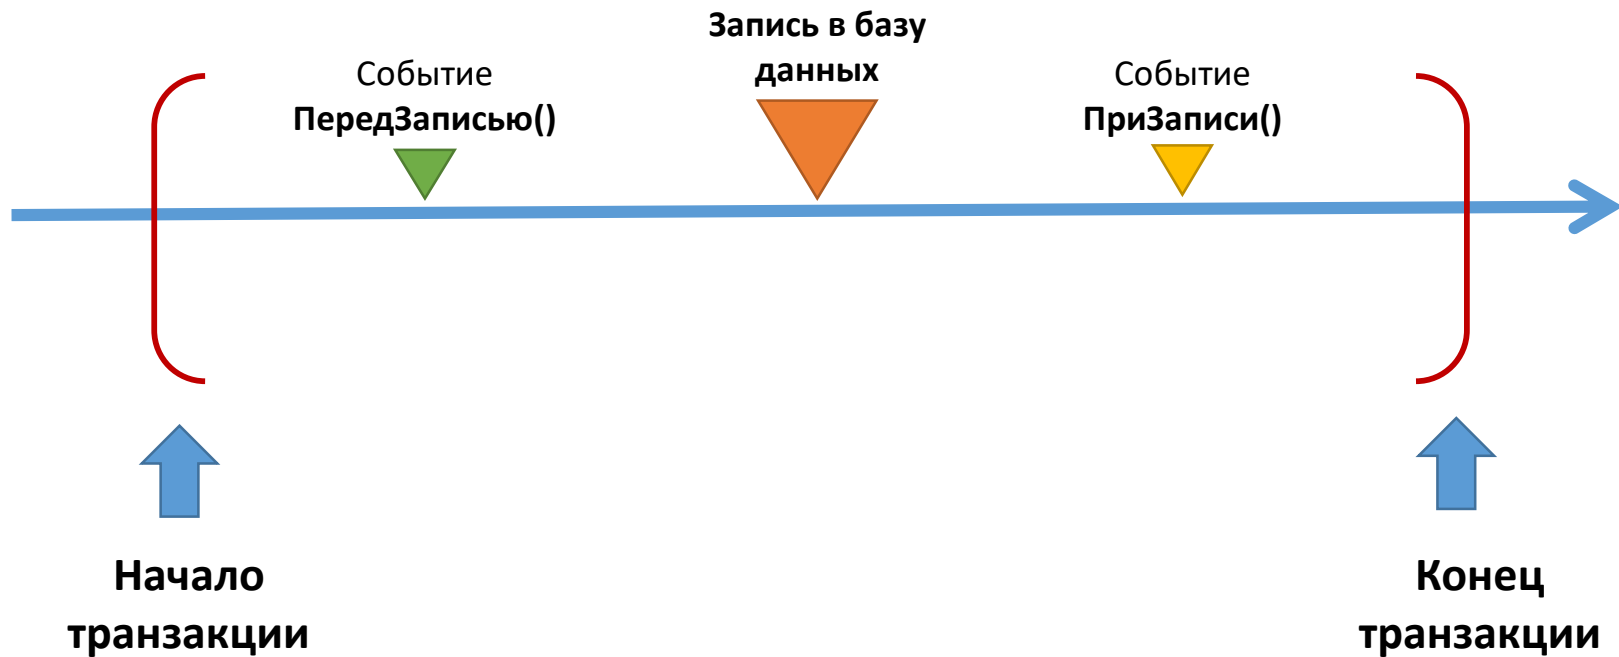 Запись в базу
данных
Событие
ПередЗаписью()
Событие
ПриЗаписи()
Начало
транзакции
Конец
транзакции